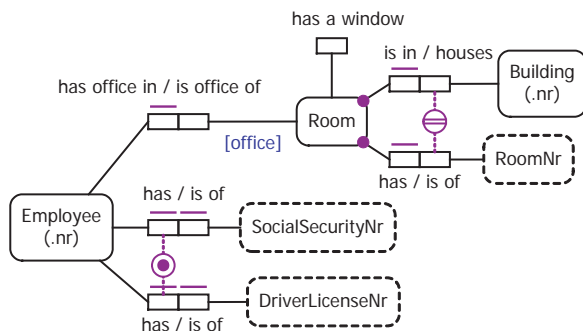 has a window
is in / houses
Building
(.nr)
has office in / is office of
Room
[office]
RoomNr
has / is of
has / is of
Employee
(.nr)
SocialSecurityNr
DriverLicenseNr
has / is of